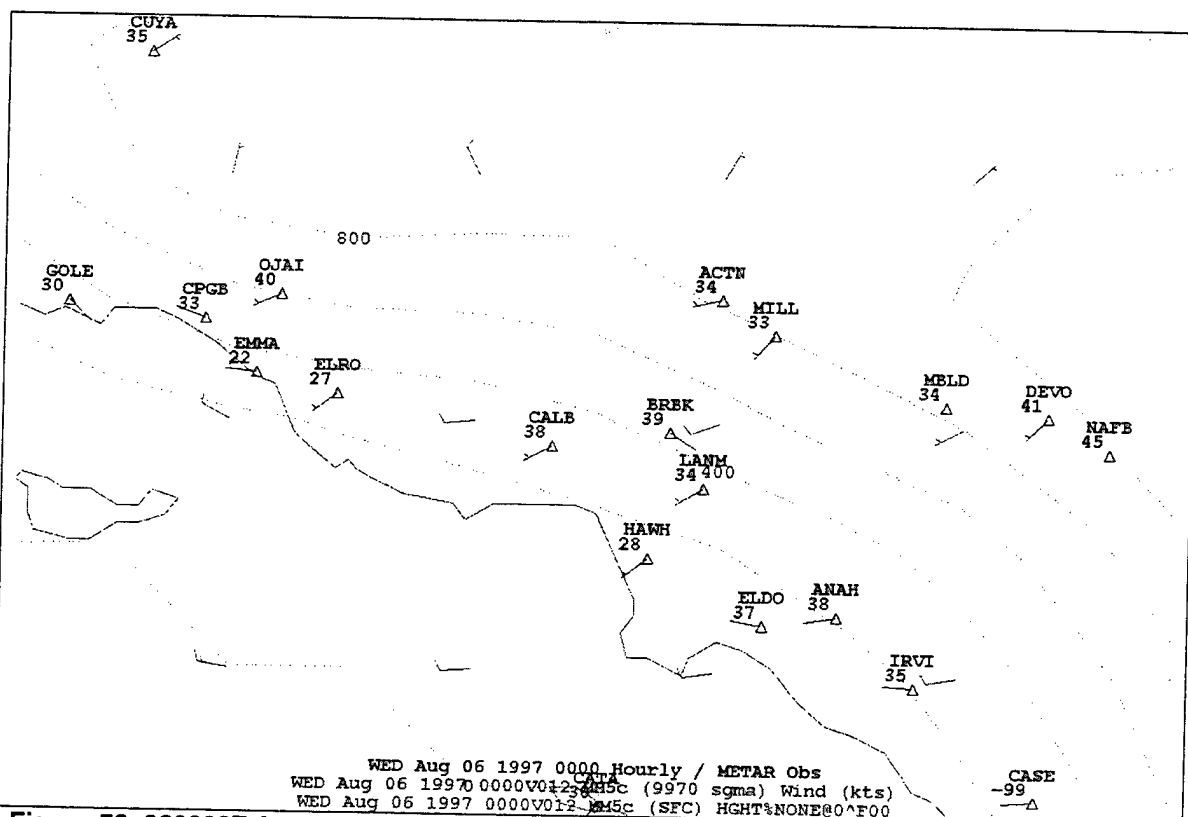 CUYA
35
800
GOLE
30
OJAI
40
CPGB
33
ACTN
34
MILL
33
EMMA
22
ELRO
27
MBLD
34
DEVO
41
NAFB
45
CALB
38
BRBK
39
LANM
34 400
HAWH
28
ELDO
37
ANAH
38
IRVI
35
WED Aug 06 1997 0000 Hourly / METAR Obs
CATA
WED Aug 06 1997 0000V012 MM5c (9970 sgma) Wind (kts)
WED Aug 06 1997 0000V012 MM5c (SFC) HGHT%NONE@0^F00
CASE
-99